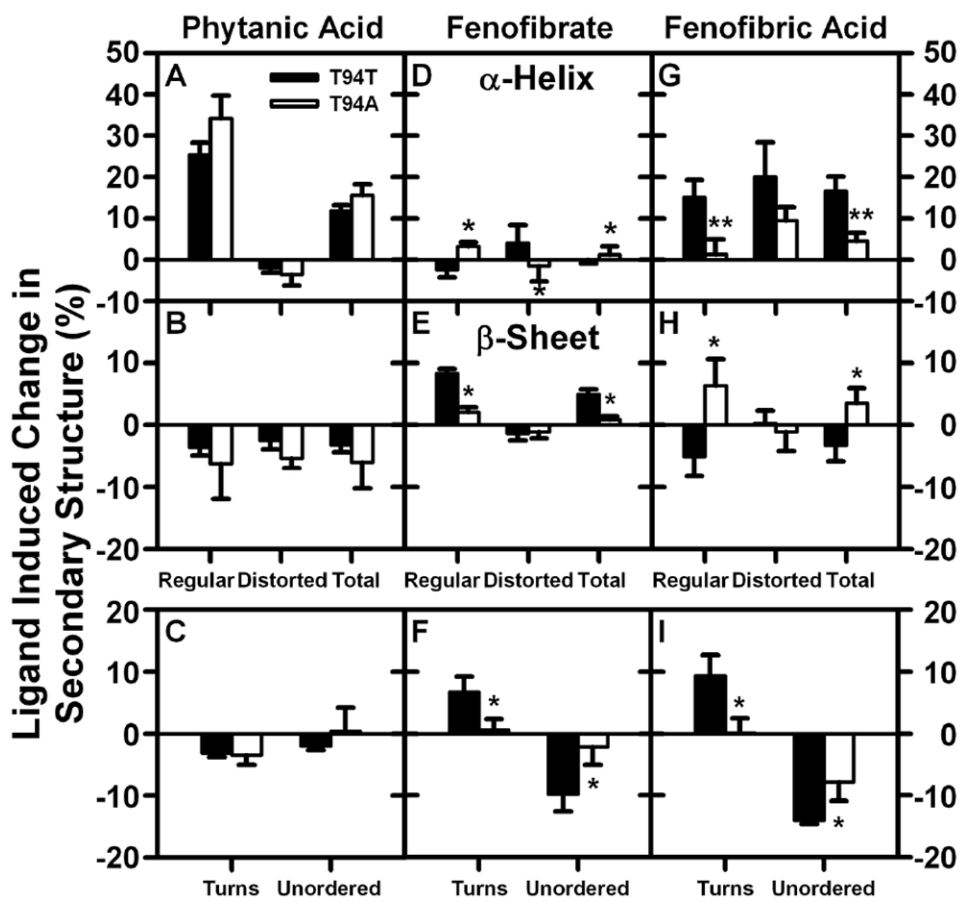 Phytanic Acid Fenofibrate Fenofibric Acid
Ligand Induced Change in
Secondary Structure (%)
50 A T94T D α-Helix G 50
40 T94A 40
30 30
20 20
10 * * ** ** 10
0 0
*
-10 -10
B E β-Sheet H
10 * * * * 10
0 0
-10 -10
-20 -20
Regular Distorted Total Regular Distorted Total Regular Distorted Total
20 C F I 20
10 * * 10
0 0
* *
-10 -10
-20 -20
Turns Unordered Turns Unordered Turns Unordered